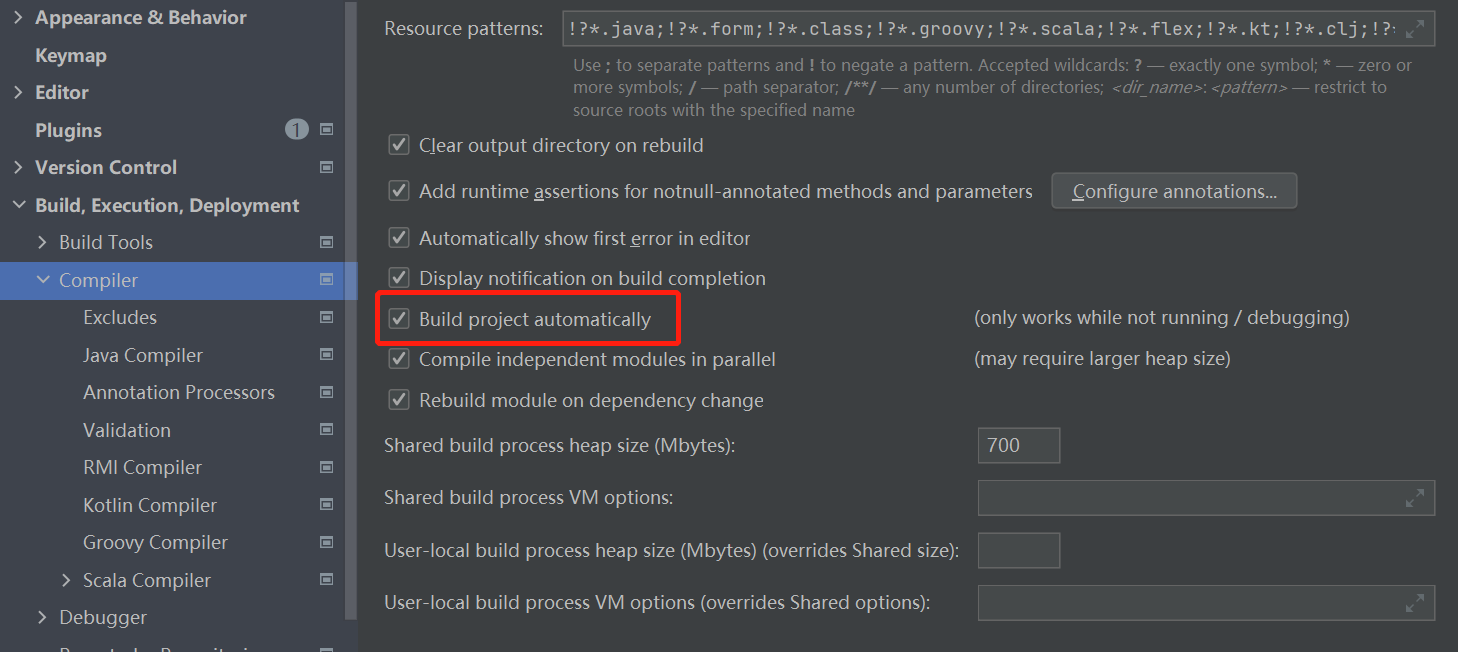 Appearance & Behavior
Keymap
Editor
Plugins 1
Version Control
Build, Execution, Deployment
Build Tools
Compiler
Excludes
Java Compiler
Annotation Processors
Validation
RMI Compiler
Kotlin Compiler
Groovy Compiler
Scala Compiler
Debugger
Resource patterns: !?*.java;!?*.form;!?*.class;!?*.groovy;!?*.scala;!?*.flex;!?*.kt;!?*.clj;!?
Use ; to separate patterns and ! to negate a pattern. Accepted wildcards: ? — exactly one symbol; * — zero or
more symbols; / — path separator; /**/ — any number of directories; <dir_name>: <pattern> — restrict to
source roots with the specified name
Clear output directory on rebuild
Add runtime assertions for notnull-annotated methods and parameters Configure annotations...
Automatically show first error in editor
Display notification on build completion
Build project automatically (only works while not running / debugging)
Compile independent modules in parallel (may require larger heap size)
Rebuild module on dependency change
Shared build process heap size (Mbytes): 700
Shared build process VM options:
User-local build process heap size (Mbytes) (overrides Shared size):
User-local build process VM options (overrides Shared options):